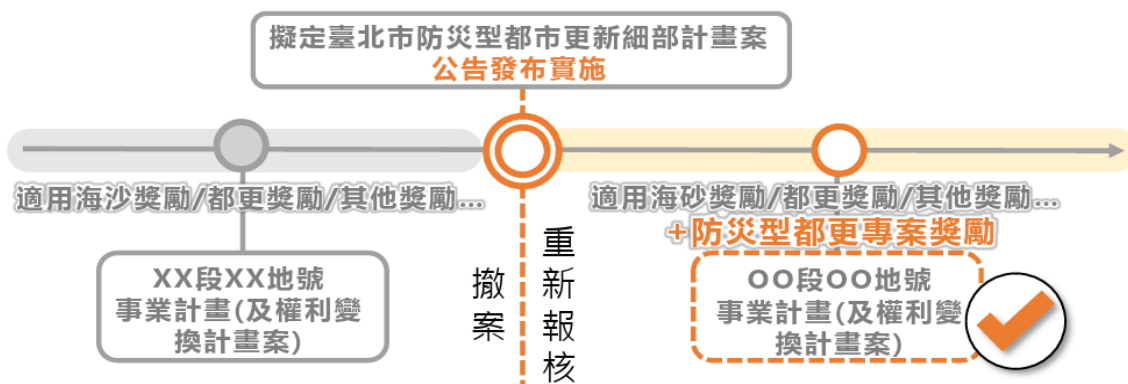 擬定臺北市防災型都市更新細部計畫案
公告發布實施
適用海沙獎勵/都更獎勵/其他獎勵...
XX段XX地號
事業計畫(及權利變
換計畫案)
撤案
重新報核
適用海砂獎勵/都更獎勵/其他獎勵...
+防災型都更專案獎勵
OO段OO地號
事業計畫(及權利變
換計畫案)